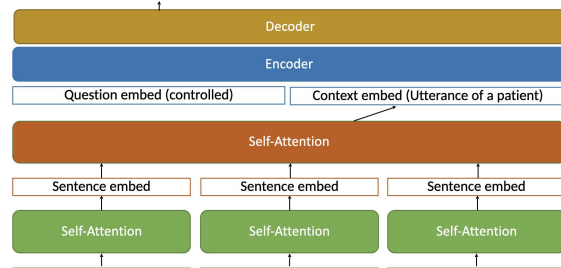 Decoder
Encoder
Question embed (controlled) Context embed (Utterance of a patient)
Self-Attention
Sentence embed Sentence embed Sentence embed
Self-Attention Self-Attention Self-Attention